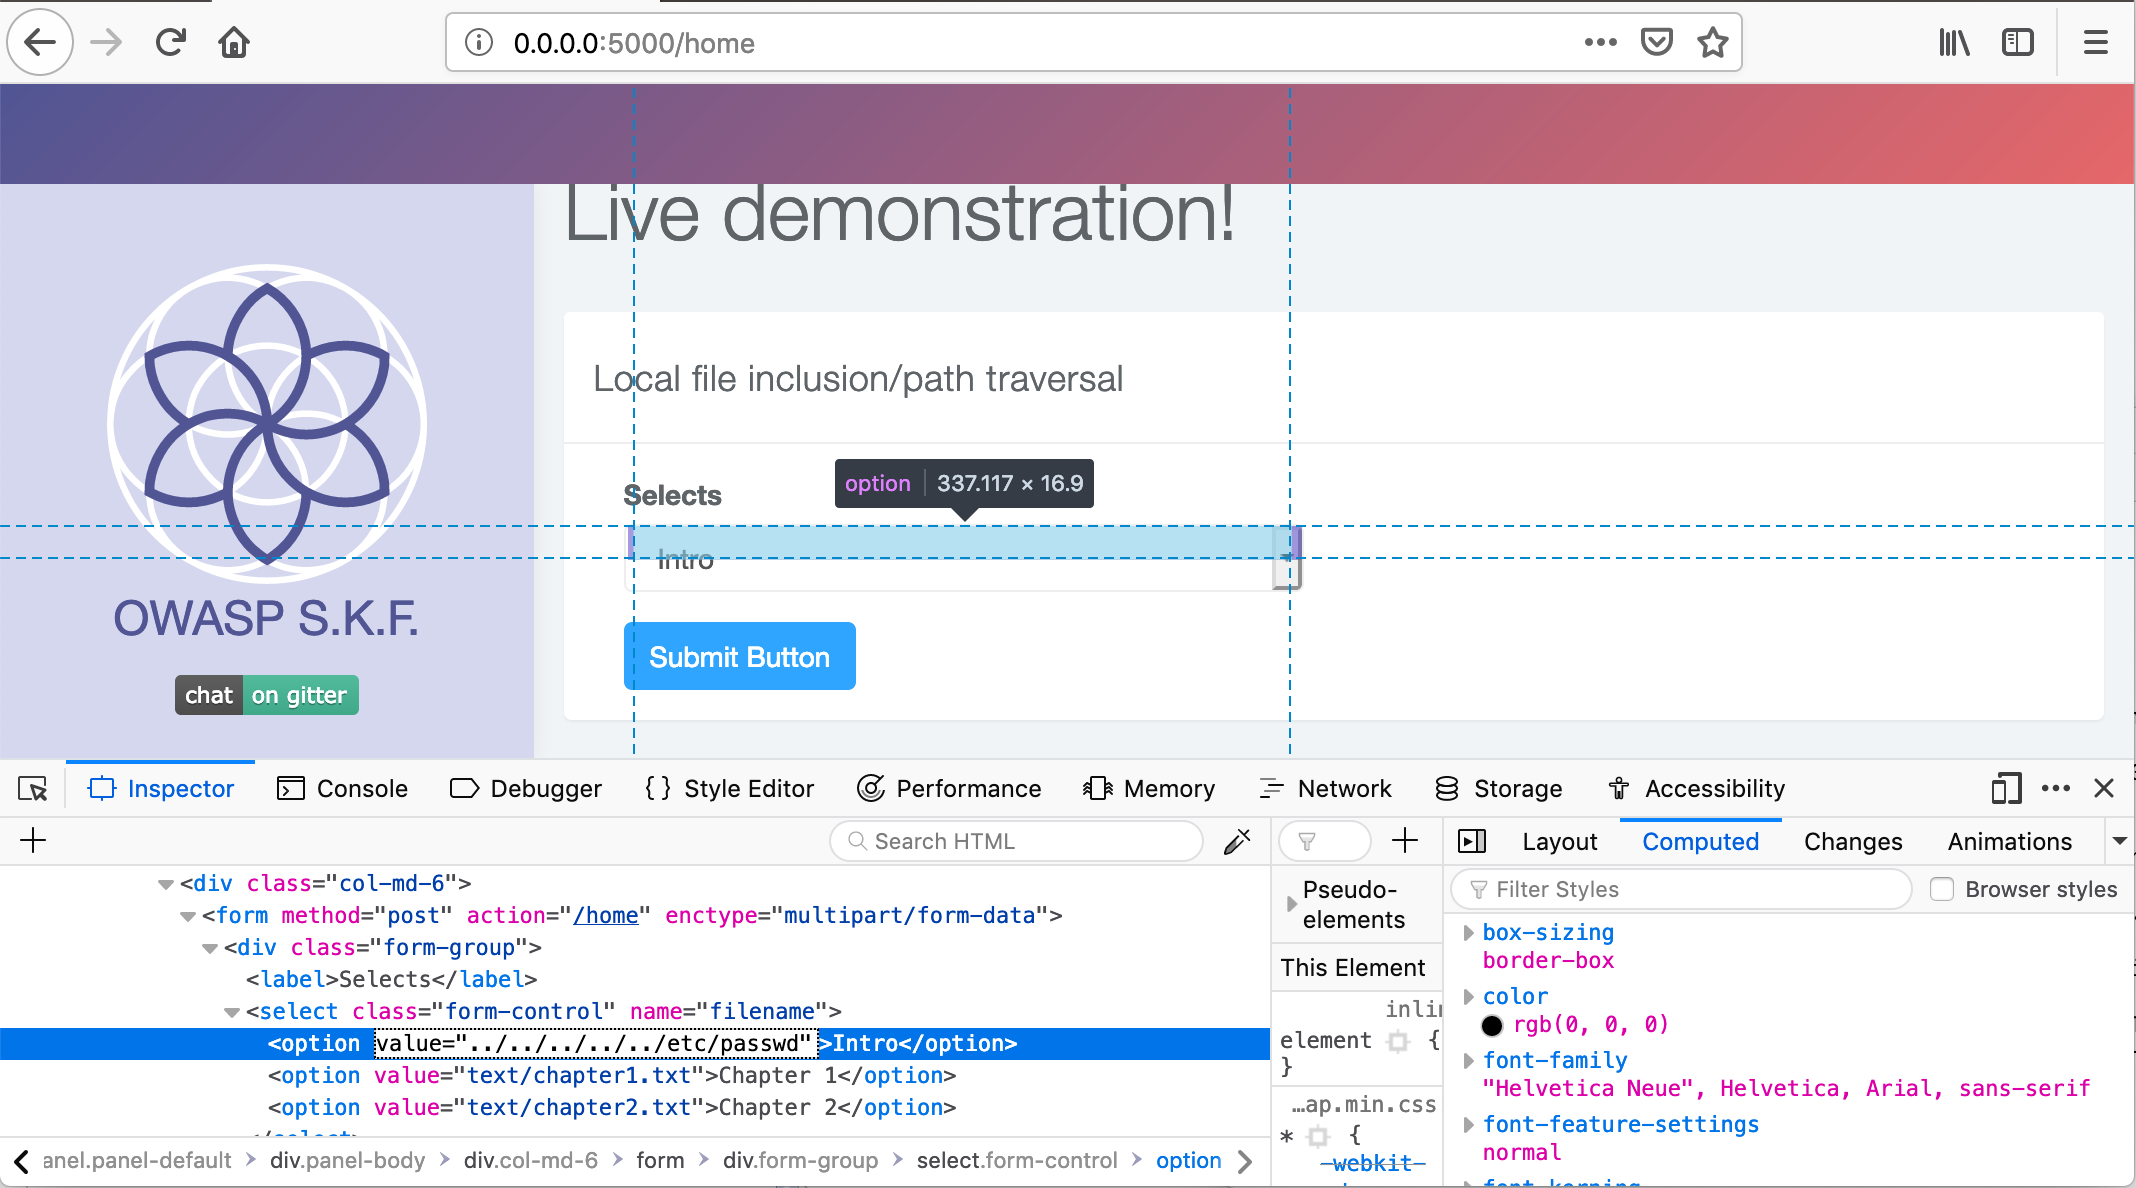 0.0.0.0:5000/home
Live demonstration!
Local file inclusion/path traversal
option 337.117 × 16.9
Selects
Intro
Submit Button
OWASP S.K.F.
chat on gitter
Inspector Console Debugger { } Style Editor Performance Memory Network Storage Accessibility
+ Search HTML + Layout Computed Changes Animations
<div class="col-md-6">
<form method="post" action="/home" enctype="multipart/form-data">
<div class="form-group">
<label>Selects</label>
<select class="form-control" name="filename">
<option value="../../../../../etc/passwd">Intro</option>
<option value="text/chapter1.txt">Chapter 1</option>
<option value="text/chapter2.txt">Chapter 2</option>
</select>
anel.panel-default > div.panel-body > div.col-md-6 > form > div.form-group > select.form-control > option
Pseudo-
elements
This Element
inlin
element {
}
…ap.min.css
* {
-webkit-
Filter Styles Browser styles
box-sizing
border-box
color
rgb(0, 0, 0)
font-family
"Helvetica Neue", Helvetica, Arial, sans-serif
font-feature-settings
normal
font-kerning